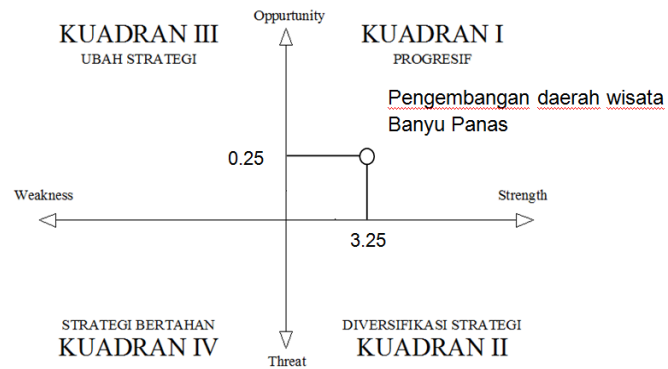 Oppurtunity
KUADRAN III
UBAH STRATEGI
KUADRAN I
PROGRESIF
Pengembangan daerah wisata
Banyu Panas
0.25
Weakness
Strength
3.25
STRATEGI BERTAHAN
KUADRAN IV
DIVERSIFIKASI STRATEGI
KUADRAN II
Threat